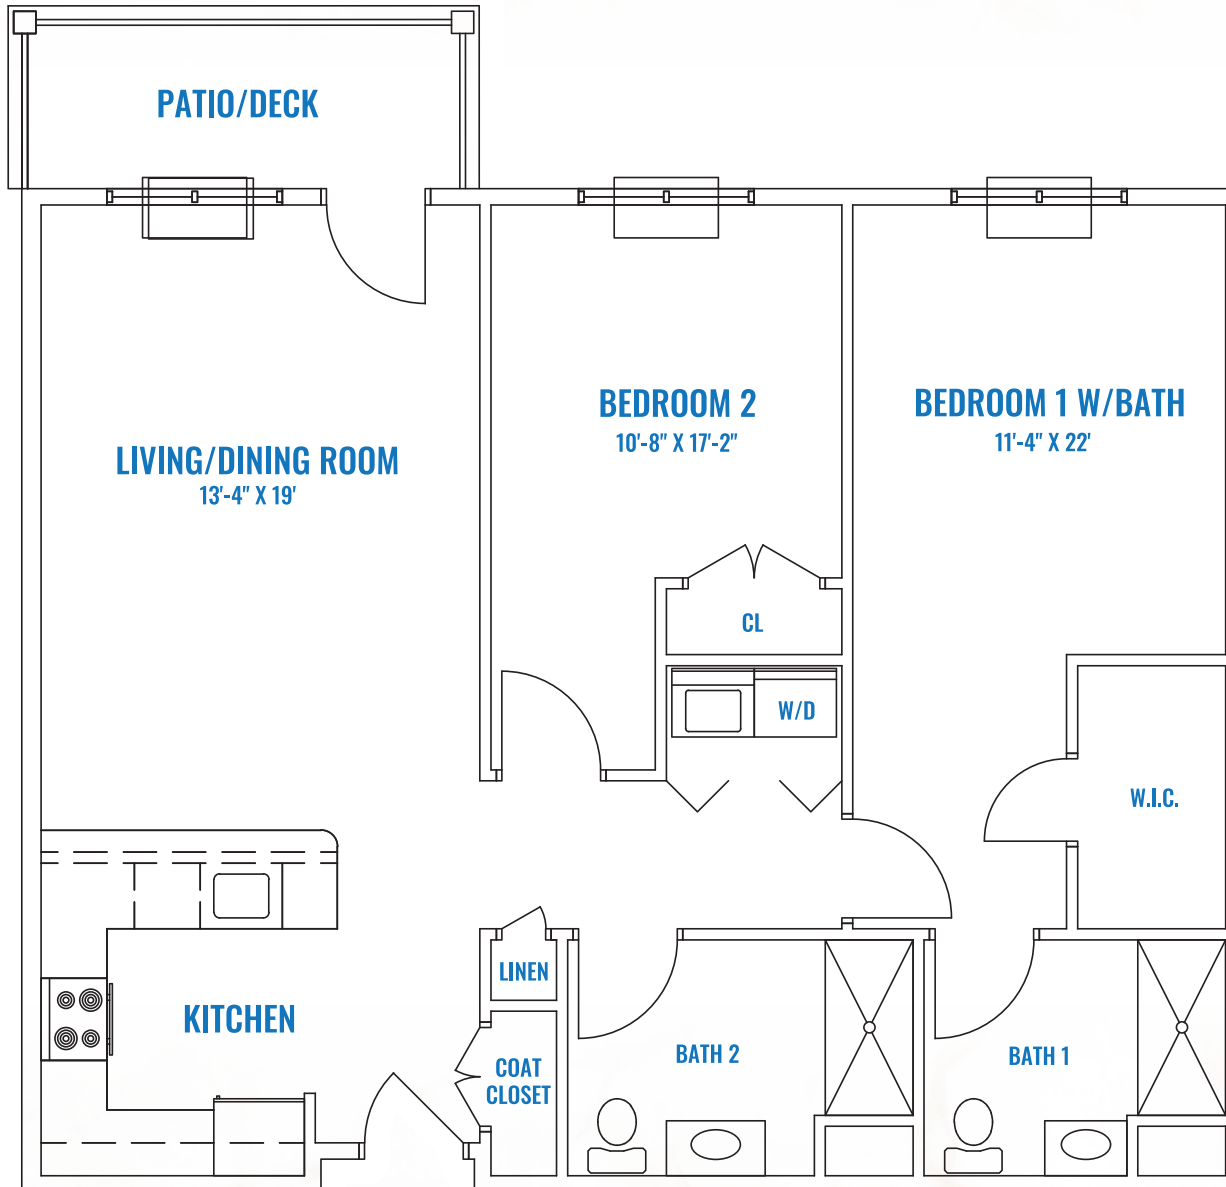 PATIO/DECK
BEDROOM 2
10'-8" X 17'-2"
BEDROOM 1 W/BATH
11'-4" X 22'
LIVING/DINING ROOM
13'-4" X 19'
CL
W/D
W.I.C.
LINEN
KITCHEN
COAT
CLOSET
BATH 2
BATH 1